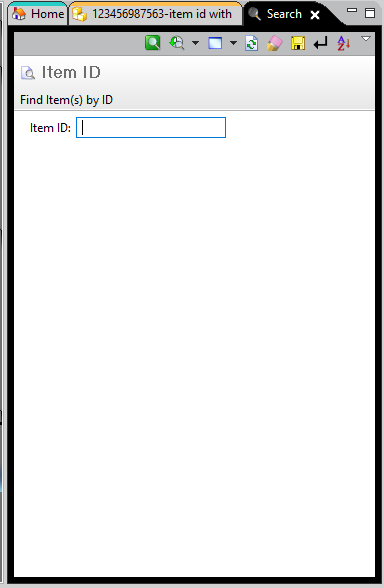 Home
123456987563-item id with
Search
Item ID
Find Item(s) by ID
Item ID: